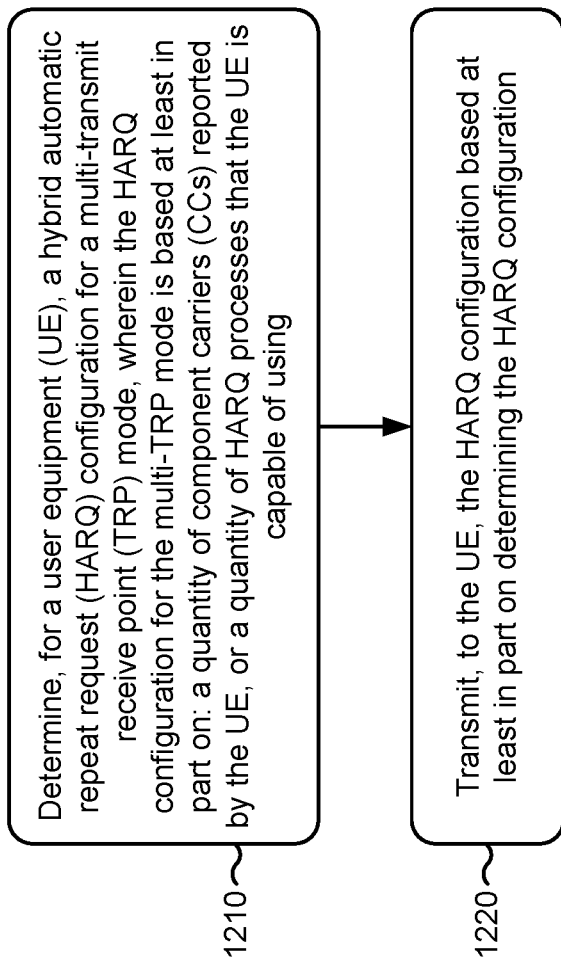 Determine, for a user equipment (UE), a hybrid automatic
repeat request (HARQ) configuration for a multi-transmit
receive point (TRP) mode, wherein the HARQ
configuration for the multi-TRP mode is based at least in
part on: a quantity of component carriers (CCs) reported
by the UE, or a quantity of HARQ processes that the UE is
capable of using
1210
Transmit, to the UE, the HARQ configuration based at
least in part on determining the HARQ configuration
1220